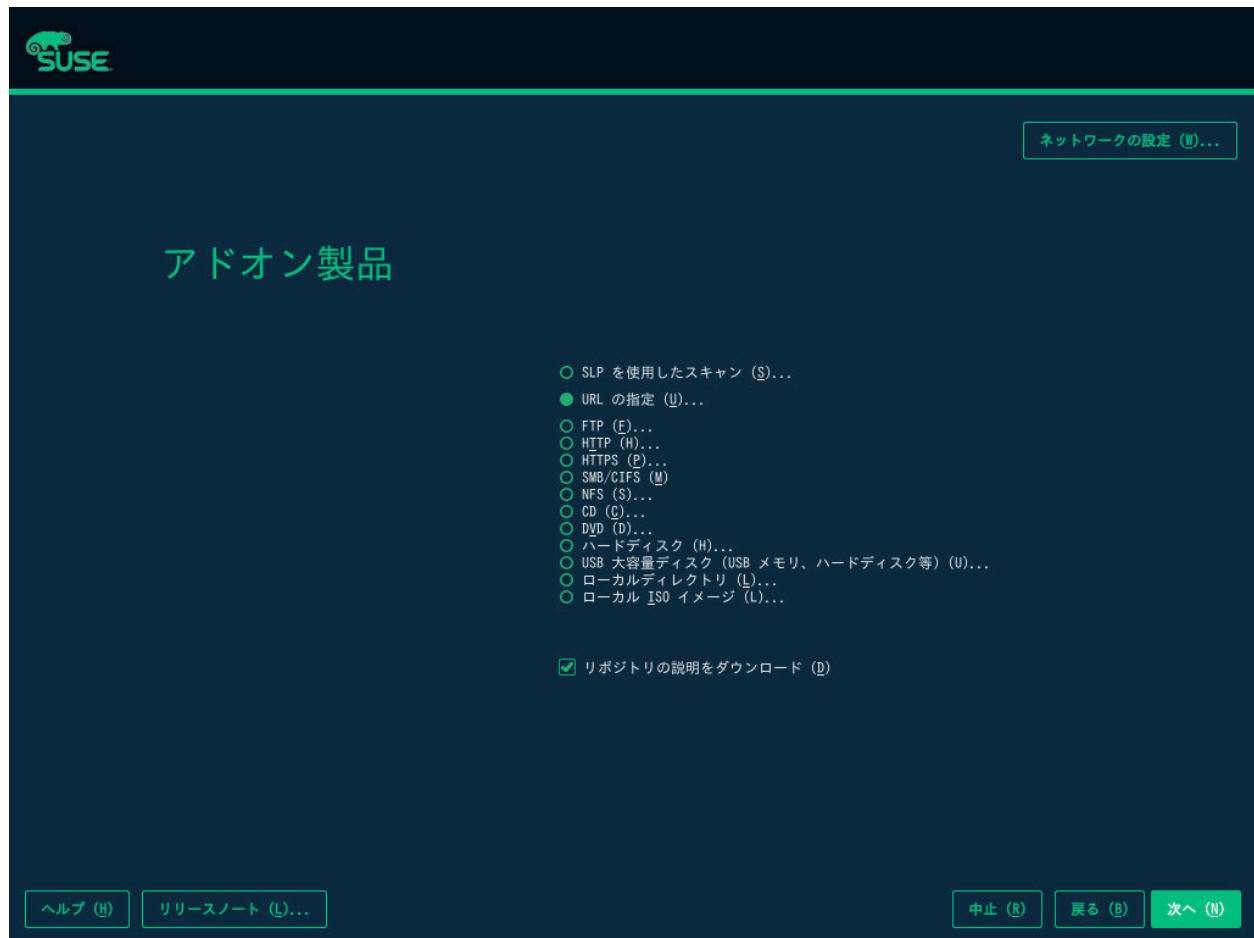 SUSE
ネットワークの設定 (W)...
アドオン製品
SLP を使用したスキャン (S)...
URL の指定 (U)...
FTP (F)...
HTTP (H)...
HTTPS (P)...
SMB/CIFS (M)
NFS (S)...
CD (C)...
DVD (D)...
ハードディスク (H)...
USB 大容量ディスク (USB メモリ、ハードディスク等) (U)...
ローカルディレクトリ (L)...
ローカル ISO イメージ (L)...
リポジトリの説明をダウンロード (D)
ヘルプ (H) リリースノート (L)... 中止 (R) 戻る (B) 次へ (N)